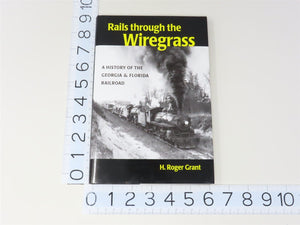 Rails through the
Wiregrass
A HISTORY OF THE
GEORGIA & FLORIDA
RAILROAD
H. Roger Grant
0 1 2 3 4 5 6 7 8 9 10
0 1 2 3 4 5 6 7 8 9 10